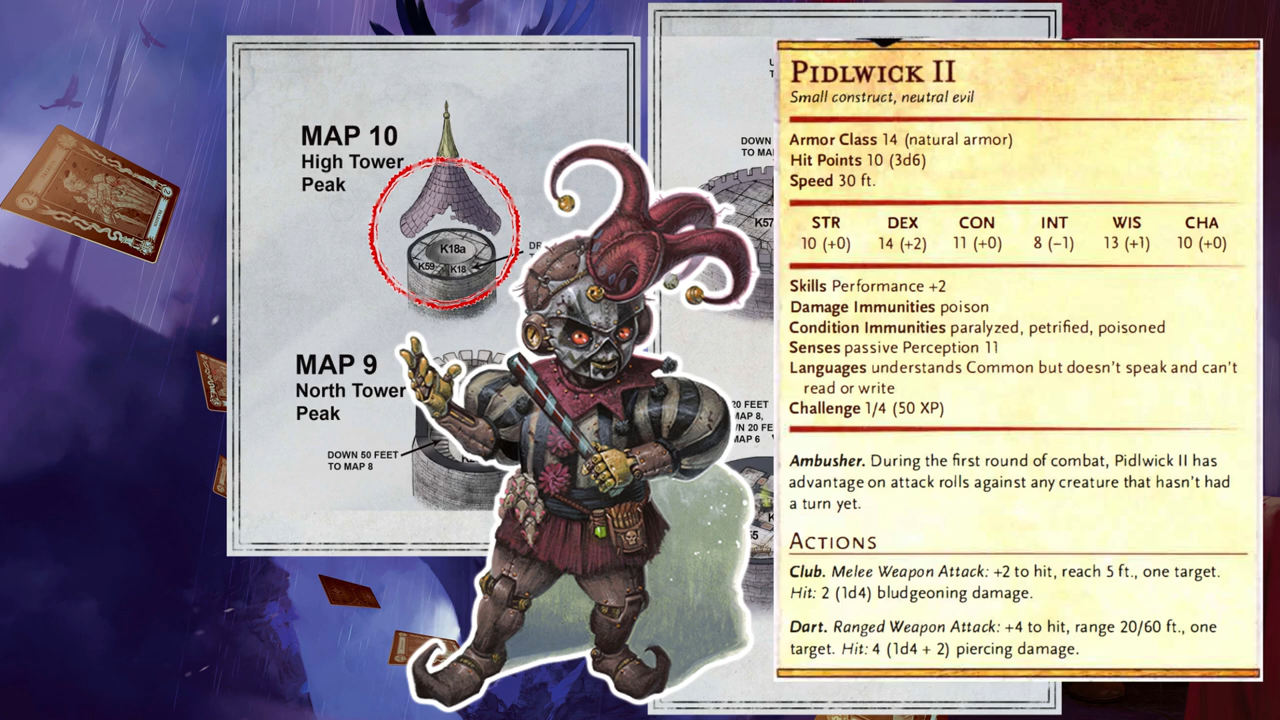 MAP 10
High Tower
Peak
K18a
K59
K18
MAP 9
North Tower
Peak
DOWN 50 FEET
TO MAP 8
DOWN
K57
20 FEET
MAP 8,
MAP 6
PIDLWICK II
Small construct, neutral evil
Armor Class 14 (natural armor)
Hit Points 10 (3d6)
Speed 30 ft.
STR DEX CON INT WIS CHA
10 (+0) 14 (+2) 11 (+0) 8 (−1) 13 (+1) 10 (+0)
Skills Performance +2
Damage Immunities poison
Condition Immunities paralyzed, petrified, poisoned
Senses passive Perception 11
Languages understands Common but doesn't speak and can't
read or write
Challenge 1/4 (50 XP)
Ambusher. During the first round of combat, Pidlwick II has
advantage on attack rolls against any creature that hasn't had
a turn yet.
ACTIONS
Club. Melee Weapon Attack: +2 to hit, reach 5 ft., one target.
Hit: 2 (1d4) bludgeoning damage.
Dart. Ranged Weapon Attack: +4 to hit, range 20/60 ft., one
target. Hit: 4 (1d4 + 2) piercing damage.